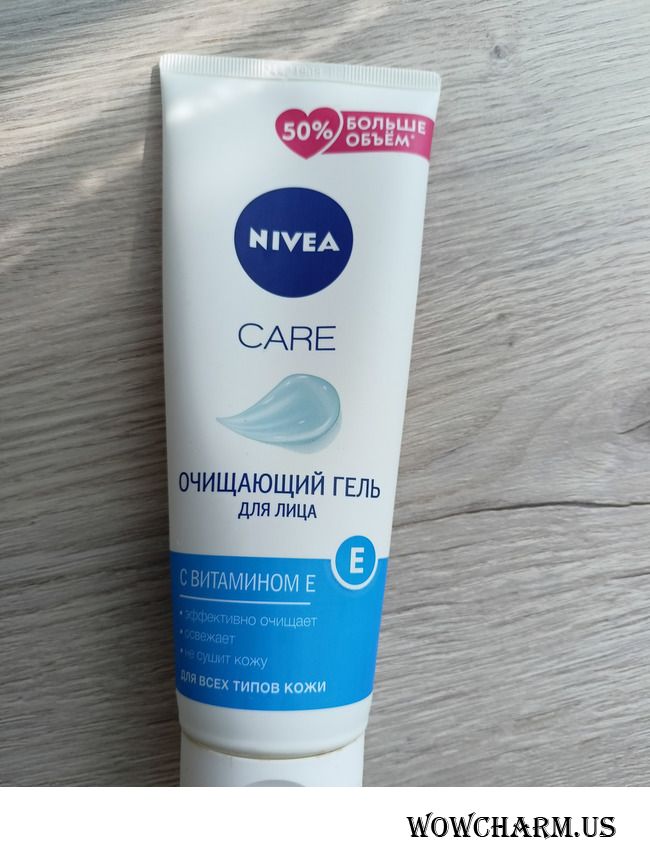 50% БОЛЬШЕ
ОБЪЁМ*
NIVEA
CARE
ОЧИЩАЮЩИЙ ГЕЛЬ
ДЛЯ ЛИЦА
E
С ВИТАМИНОМ Е
• эффективно очищает
• освежает
• не сушит кожу
ДЛЯ ВСЕХ ТИПОВ КОЖИ
WOWCHARM.US